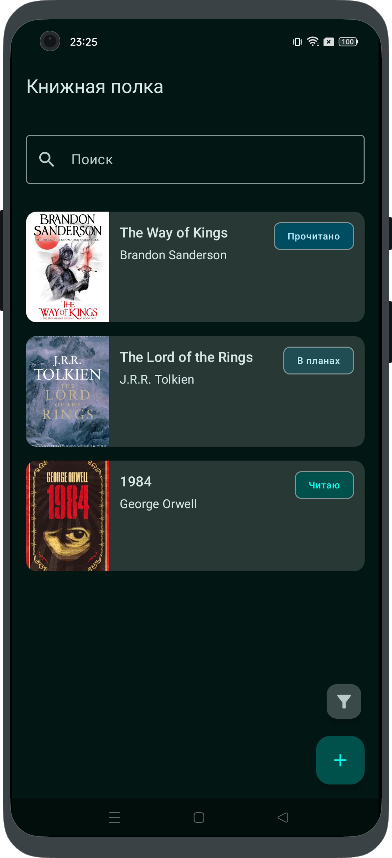 23:25
100
Книжная полка
Поиск
BRANDON
SANDERSON
THE
WAY OF KINGS
The Way of Kings
Brandon Sanderson
Прочитано
J.R.R.
TOLKIEN
THE
LORD
OF THE
RINGS
The Lord of the Rings
J.R.R. Tolkien
В планах
GEORGE ORWELL
1984
1984
George Orwell
Читаю